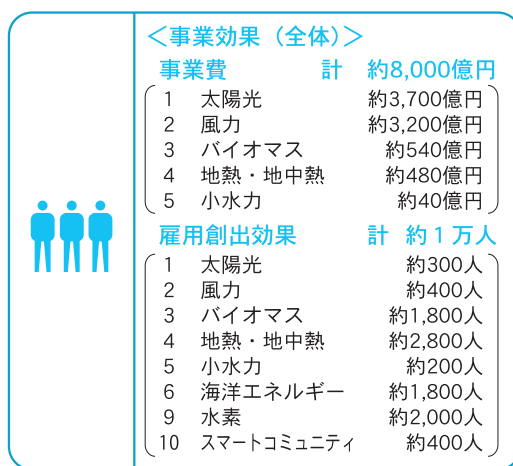 ＜事業効果（全体）＞
事業費 計 約8,000億円
1 太陽光 約3,700億円
2 風力 約3,200億円
3 バイオマス 約540億円
4 地熱・地中熱 約480億円
5 小水力 約40億円
雇用創出効果 計 約１万人
1 太陽光 約300人
2 風力 約400人
3 バイオマス 約1,800人
4 地熱・地中熱 約2,800人
5 小水力 約200人
6 海洋エネルギー 約1,800人
9 水素 約2,000人
10 スマートコミュニティ 約400人